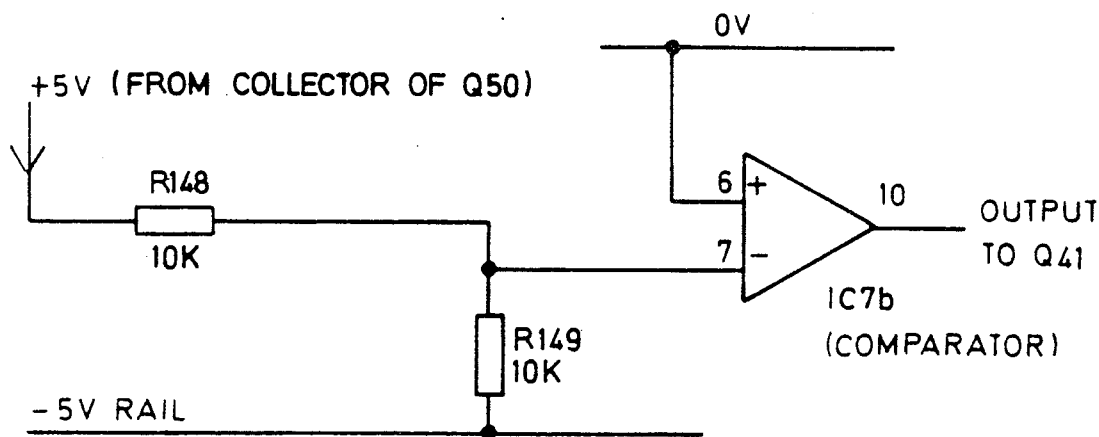 0V
+5V (FROM COLLECTOR OF Q50)
R148
10K
6
+
10
OUTPUT
TO Q41
7
-
IC7b
(COMPARATOR)
R149
10K
-5V RAIL